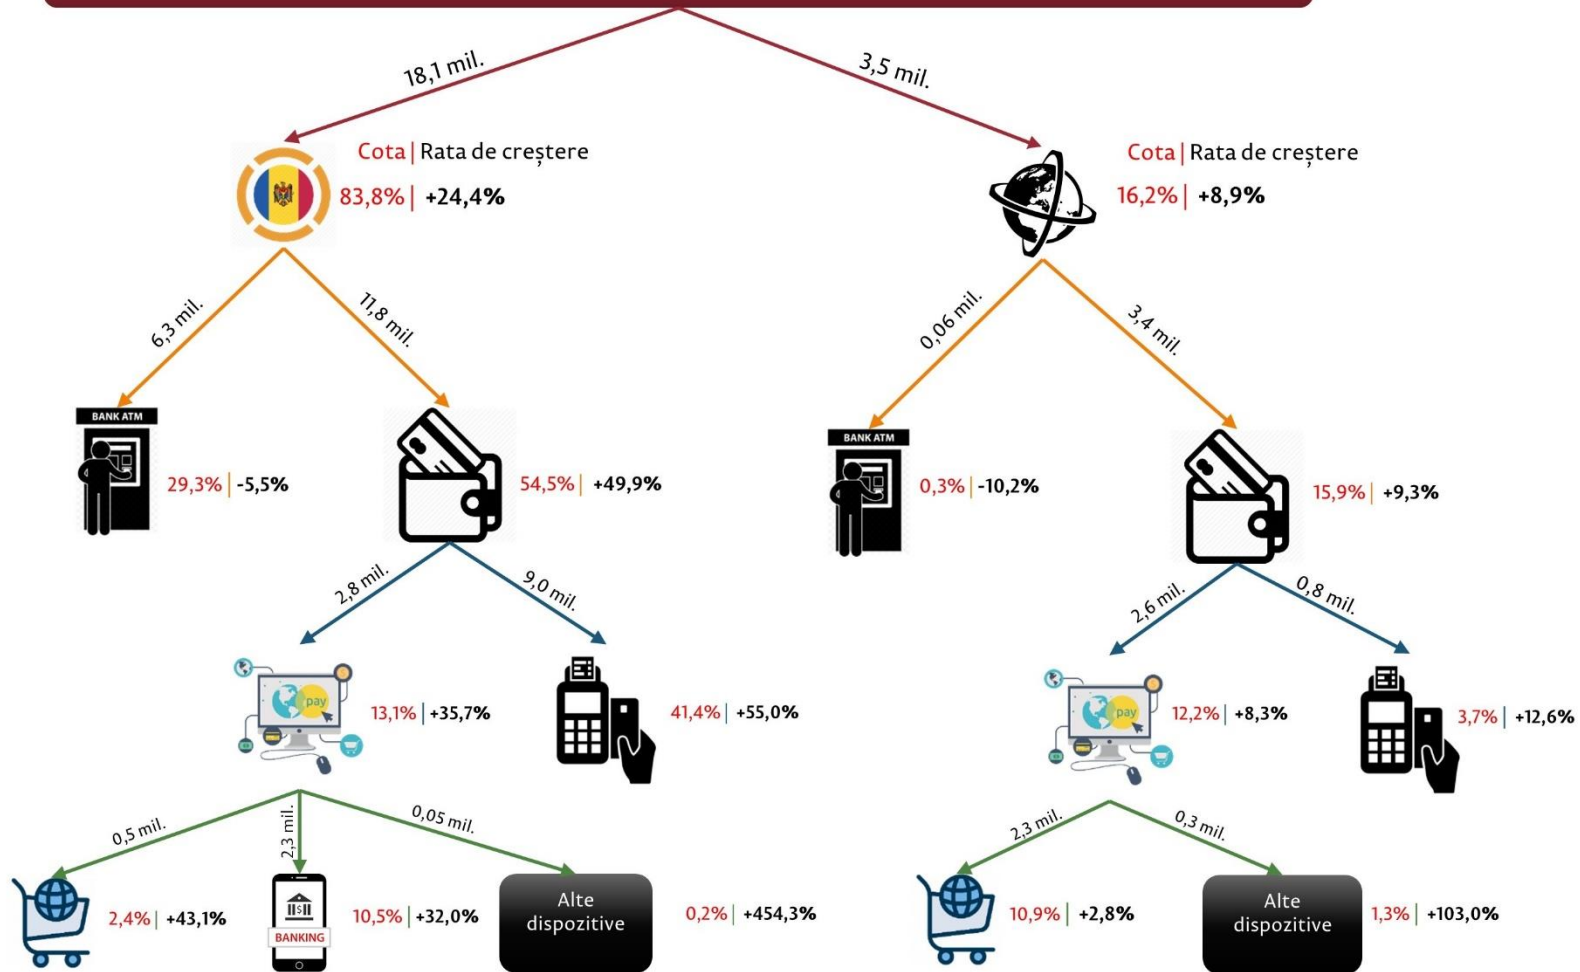 18,1 mil.
3,5 mil.
Cota | Rata de creștere
83,8% | +24,4%
Cota | Rata de creștere
16,2% | +8,9%
6,3 mil.
11,8 mil.
0,06 mil.
3,4 mil.
BANK ATM
29,3% | -5,5%
54,5% | +49,9%
BANK ATM
0,3% | -10,2%
15,9% | +9,3%
2,8 mil.
9,0 mil.
2,6 mil.
0,8 mil.
pay
13,1% | +35,7%
41,4% | +55,0%
pay
12,2% | +8,3%
3,7% | +12,6%
0,5 mil.
2,3 mil.
0,05 mil.
2,3 mil.
0,3 mil.
2,4% | +43,1%
BANKING
10,5% | +32,0%
Alte
dispozitive
0,2% | +454,3%
10,9% | +2,8%
Alte
dispozitive
1,3% | +103,0%